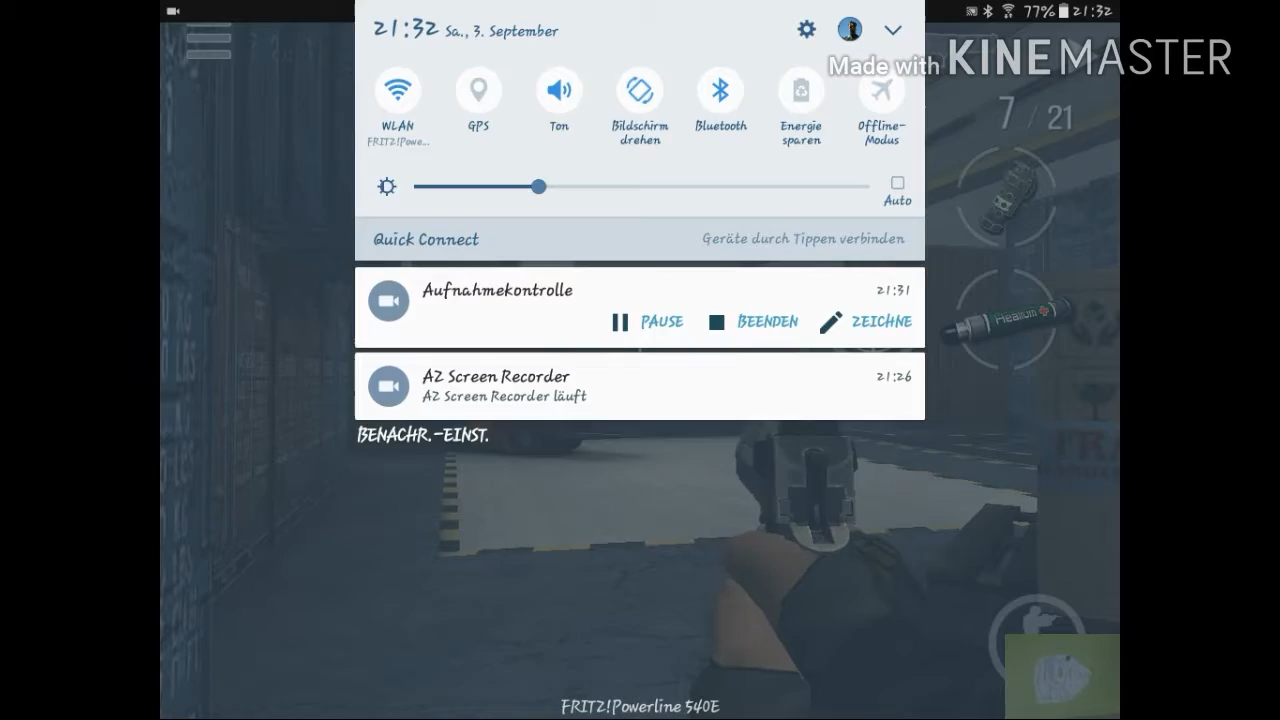 77% 21:32
21:32 Sa., 3. September
Made with KINEMASTER
WLAN
FRITZ!Powe...
GPS
Ton
Bildschirm
drehen
Bluetooth
Energie
sparen
Offline-
Modus
7 / 21
Auto
Quick Connect
Geräte durch Tippen verbinden
Aufnahmekontrolle
21:31
PAUSE
BEENDEN
ZEICHNE
Healium
AZ Screen Recorder
21:26
AZ Screen Recorder läuft
BENACHR.-EINST.
FRITZ!Powerline 540E